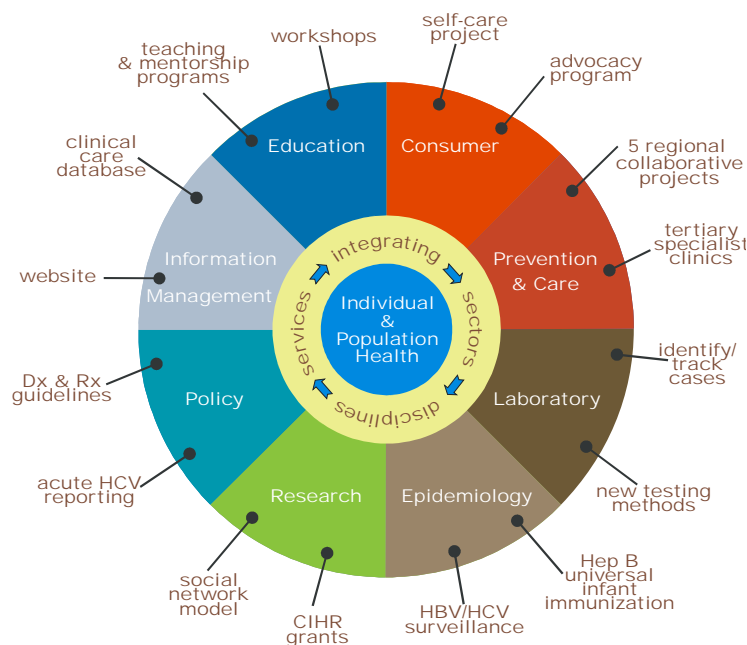 workshops
self-care
project
teaching
& mentorship
programs
advocacy
program
clinical
care
database
5 regional
collaborative
projects
Education
Consumer
tertiary
specialist
clinics
website
Information
Management
Prevention
& Care
integrating
sectors
disciplines
services
Individual
&
Population
Health
identify/
track
cases
Dx & Rx
guidelines
Policy
Laboratory
acute HCV
reporting
new testing
methods
Research
Epidemiology
social
network
model
CIHR
grants
HBV/HCV
surveillance
Hep B
universal
infant
immunization